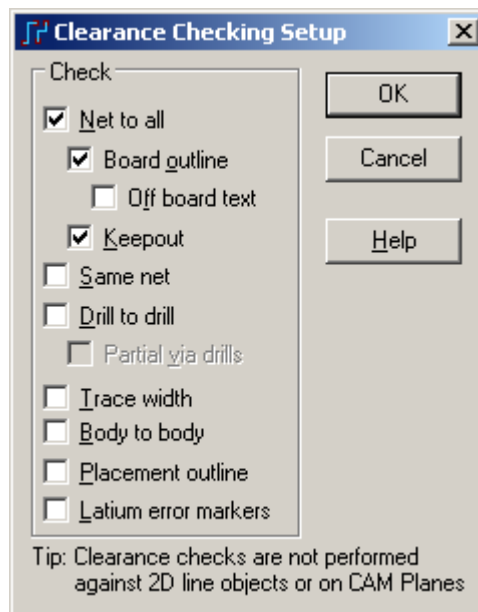 Clearance Checking Setup
Check
Net to all
Board outline
Off board text
Keepout
Same net
Drill to drill
Partial via drills
Trace width
Body to body
Placement outline
Latium error markers
OK
Cancel
Help
Tip: Clearance checks are not performed
against 2D line objects or on CAM Planes